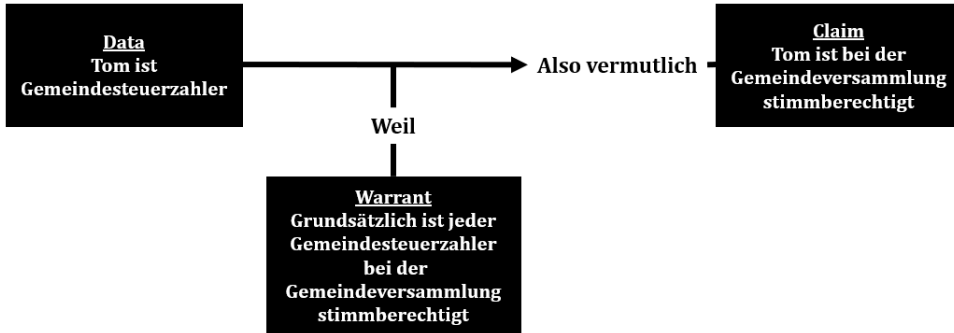 Data
Tom ist
Gemeindesteuerzahler
Also vermutlich
Claim
Tom ist bei der
Gemeindeversammlung
stimmberechtigt
Weil
Warrant
Grundsätzlich ist jeder
Gemeindesteuerzahler
bei der
Gemeindeversammlung
stimmberechtigt